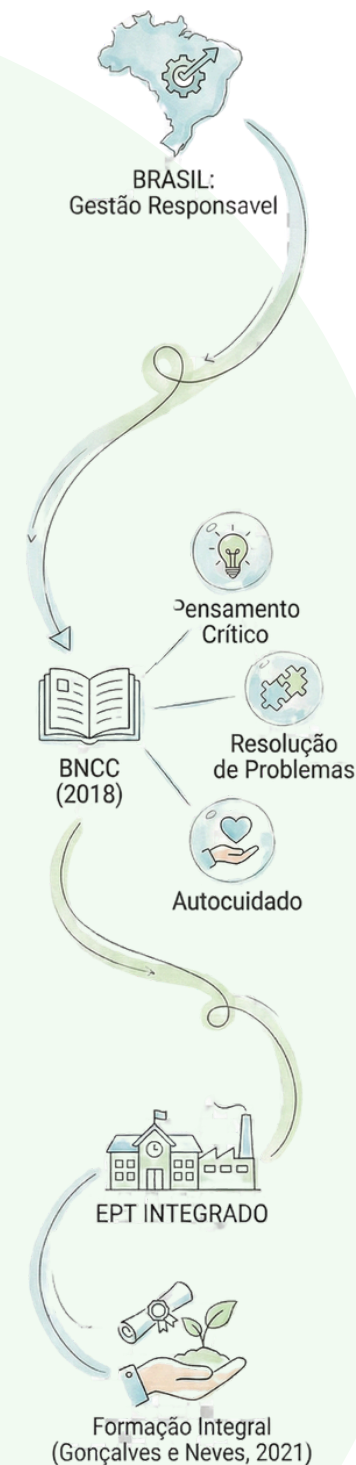 BRASIL:
Gestão Responsavel
Pensamento
Crítico
Resolução
de Problemas
BNCC
(2018)
Autocuidado
EPT INTEGRADO
Formação Integral
(Gonçalves e Neves, 2021)